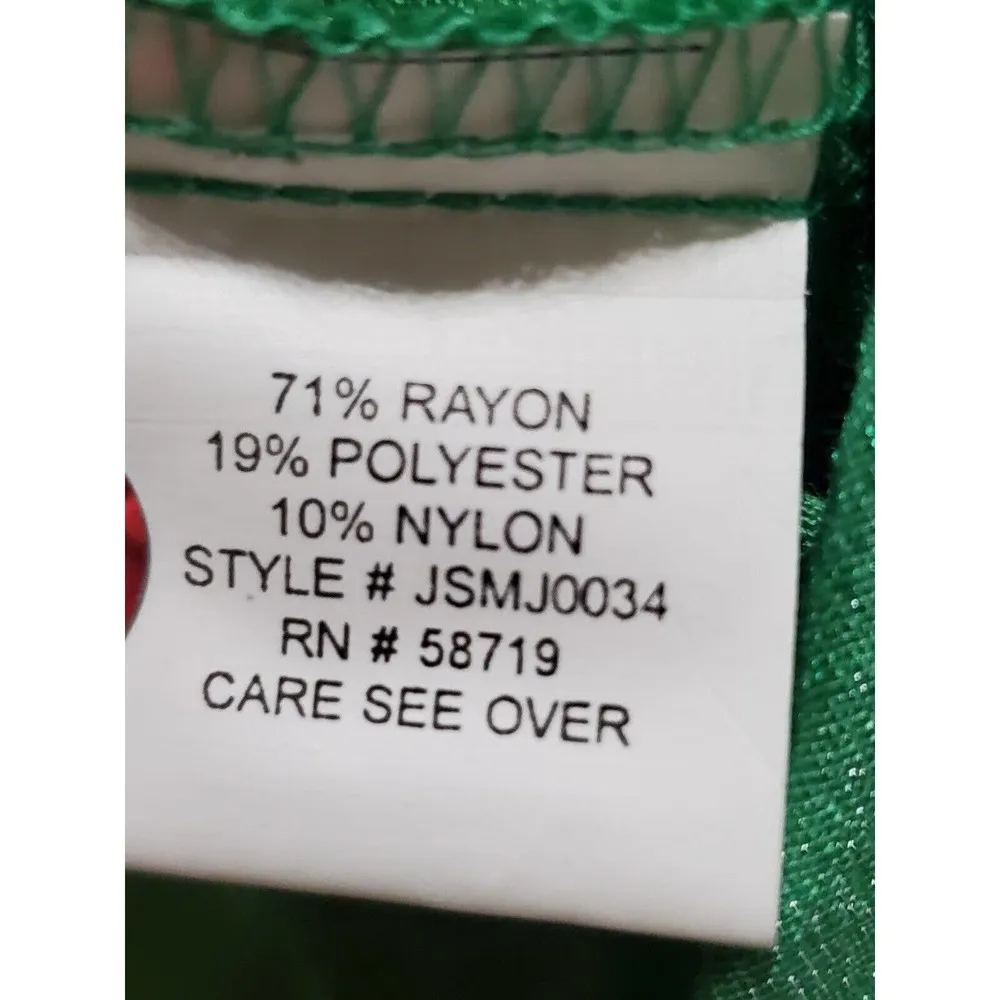 71% RAYON
19% POLYESTER
10% NYLON
STYLE # JSMJ0034
RN # 58719
CARE SEE OVER